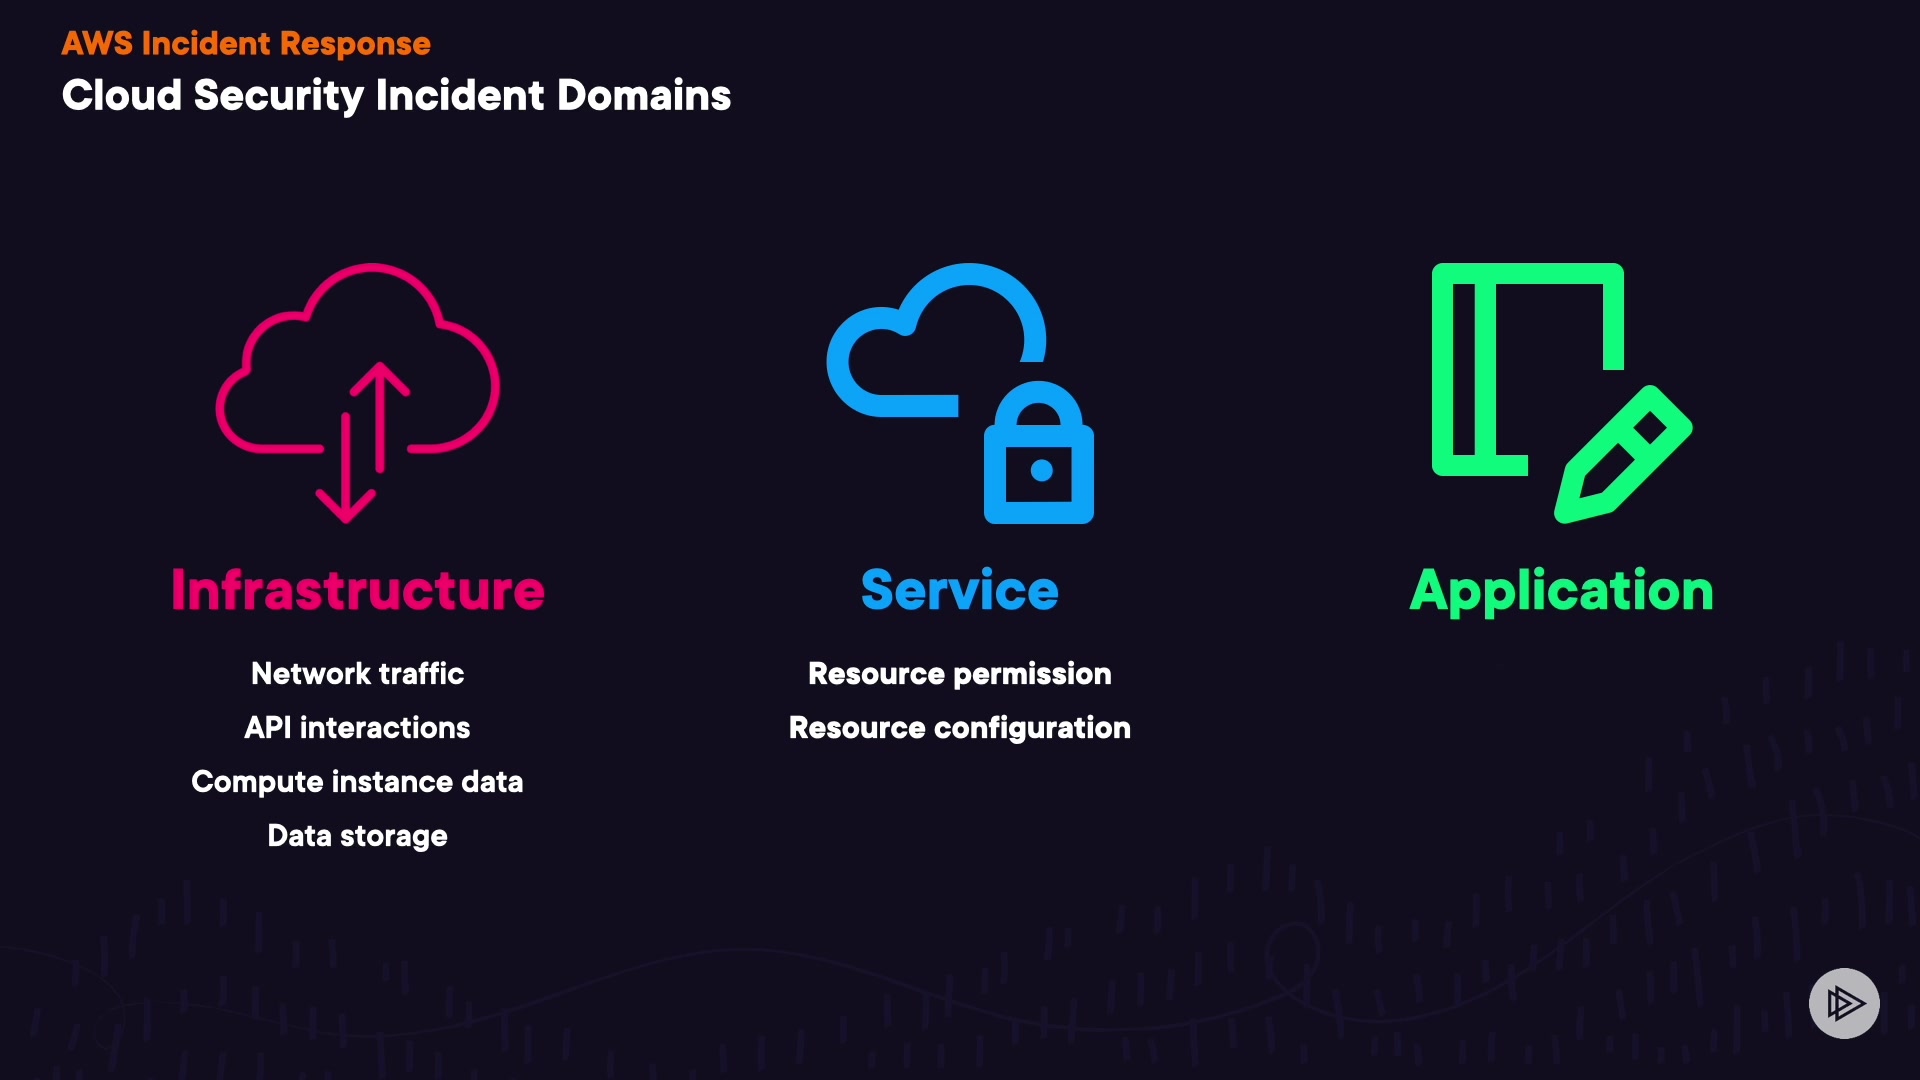 AWS Incident Response
Cloud Security Incident Domains
Infrastructure
Network traffic
API interactions
Compute instance data
Data storage
Service
Resource permission
Resource configuration
Application